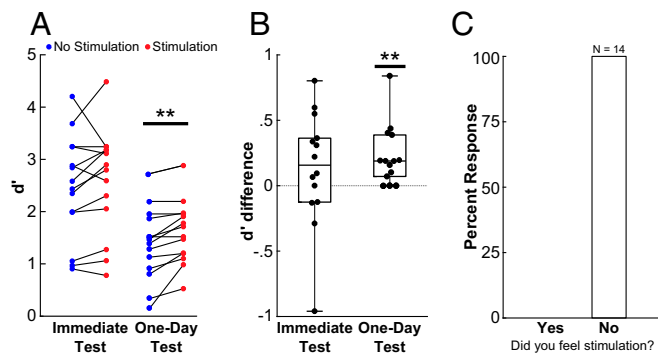 A
No Stimulation Stimulation
5
4
3
2
1
0
d'
**
Immediate Test
One-Day Test
B
1
.5
0
-.5
-1
d' difference
**
Immediate Test
One-Day Test
C
N = 14
100
75
50
25
0
Percent Response
Yes No
Did you feel stimulation?